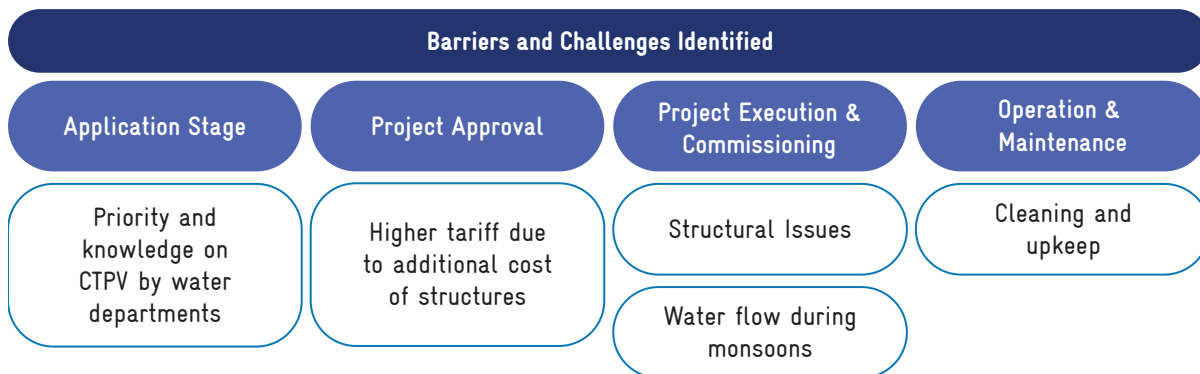 Barriers and Challenges Identified
Application Stage
Project Approval
Project Execution &
Commissioning
Operation &
Maintenance
Priority and
knowledge on
CTPV by water
departments
Higher tariff due
to additional cost
of structures
Structural Issues
Water flow during
monsoons
Cleaning and
upkeep